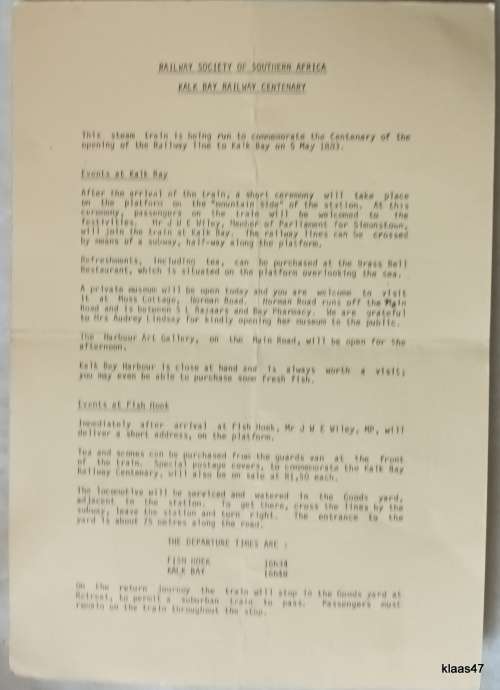 RAILWAY SOCIETY OF SOUTHERN AFRICA
KALK BAY RAILWAY CENTENARY
This steam train is being run to commemorate the Centenary of the
opening of the Railway line to Kalk Bay on 5 May 1883.
Events at Kalk Bay
After the arrival of the train, a short ceremony will take place
on the platform on the "mountain side" of the station. At this
ceremony, passengers on the train will be welcomed to the
festivities. Mr J W E Wiley, Member of Parliament for Simonstown,
will join the train at Kalk Bay. The railway lines can be crossed
by means of a subway, half-way along the platform.
Refreshments, including tea, can be purchased at the Brass Bell
Restaurant, which is situated on the platform overlooking the sea.
A private museum will be open today and you are welcome to visit
it at Moss Cottage, Norman Road. Norman Road runs off the Main
Road and is between S L Bazaars and Bay Pharmacy. We are grateful
to Mrs Audrey Lindsay for kindly opening her museum to the public.
The Harbour Art Gallery, on the Main Road, will be open for the
afternoon.
Kalk Bay Harbour is close at hand and is always worth a visit;
you may even be able to purchase some fresh fish.
Events at Fish Hoek
Immediately after arrival at Fish Hoek, Mr J W E Wiley, MP, will
deliver a short address, on the platform.
Tea and scones can be purchased from the guards van at the front
of the train. Special postage covers, to commemorate the Kalk Bay
Railway Centenary, will also be on sale at R1,50 each.
The locomotive will be serviced and watered in the Goods yard,
adjacent to the station. To get there, cross the lines by the
subway, leave the station and turn right. The entrance to the
yard is about 75 metres along the road.
THE DEPARTURE TIMES ARE :
FISH HOEK
KALK BAY
On the return journey the train will stop in the Goods yard at
Retreat, to permit a suburban train to pass. Passengers must
remain on the train throughout the stop.
klaas47